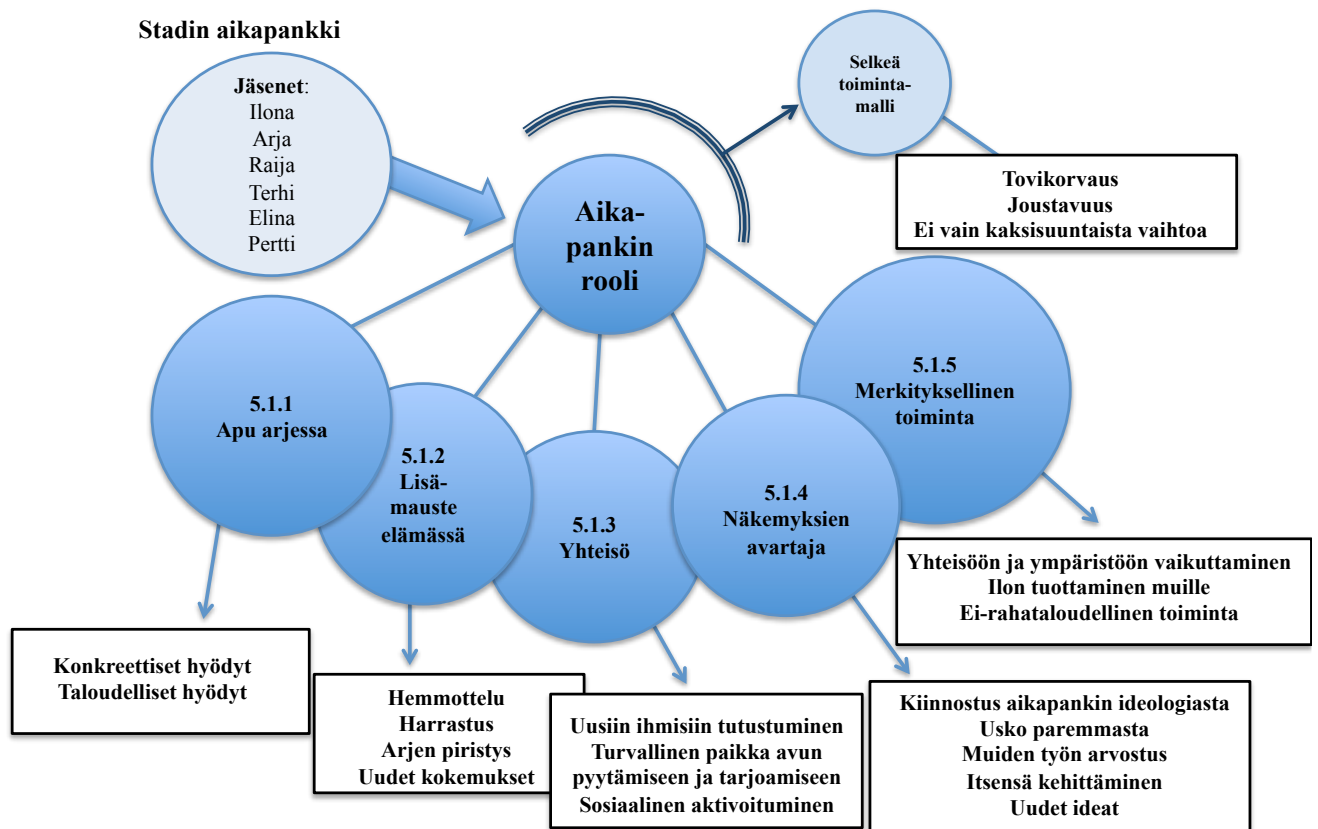 Stadin aikapankki
Jäsenet:
Ilona
Arja
Raija
Terhi
Elina
Pertti
Selkeä
toiminta-
malli
Tovikorvaus
Joustavuus
Ei vain kaksisuuntaista vaihtoa
Aika-
pankin
rooli
5.1.1
Apu arjessa
5.1.2
Lisä-
mauste
elämässä
5.1.3
Yhteisö
5.1.4
Näkemyksien
avartaja
5.1.5
Merkityksellinen
toiminta
Konkreettiset hyödyt
Taloudelliset hyödyt
Hemmottelu
Harrastus
Arjen piristys
Uudet kokemukset
Uusiin ihmisiin tutustuminen
Turvallinen paikka avun
pyytämiseen ja tarjoamiseen
Sosiaalinen aktivoituminen
Kiinnostus aikapankin ideologiasta
Usko paremmasta
Muiden työn arvostus
Itsensä kehittäminen
Uudet ideat
Yhteisöön ja ympäristöön vaikuttaminen
Ilon tuottaminen muille
Ei-rahataloudellinen toiminta